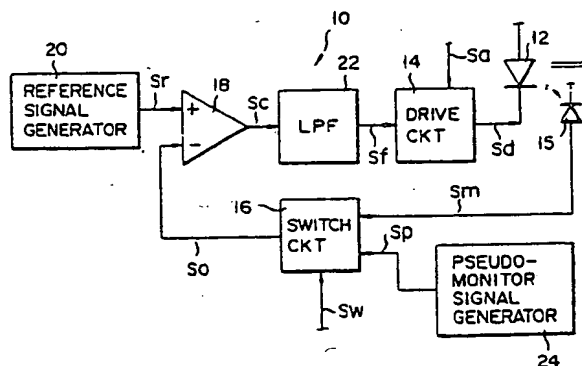 10
20
REFERENCE
SIGNAL
GENERATOR
Sr
+
-
18
Sc
22
LPF
Sf
14
Sa
DRIVE
CKT
Sd
12
15
16
SWITCH
CKT
So
Sm
Sp
Sw
PSEUDO-
MONITOR
SIGNAL
GENERATOR
24